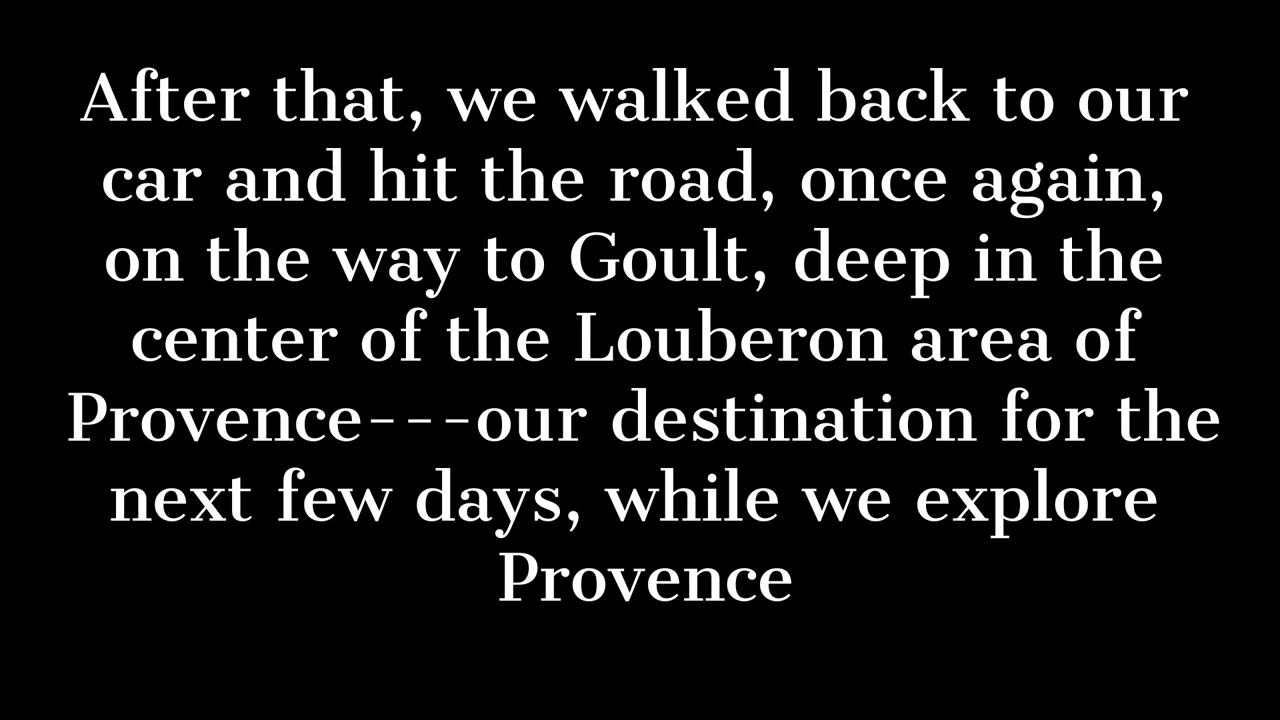 After that, we walked back to our
car and hit the road, once again,
on the way to Goult, deep in the
center of the Louberon area of
Provence---our destination for the
next few days, while we explore
Provence